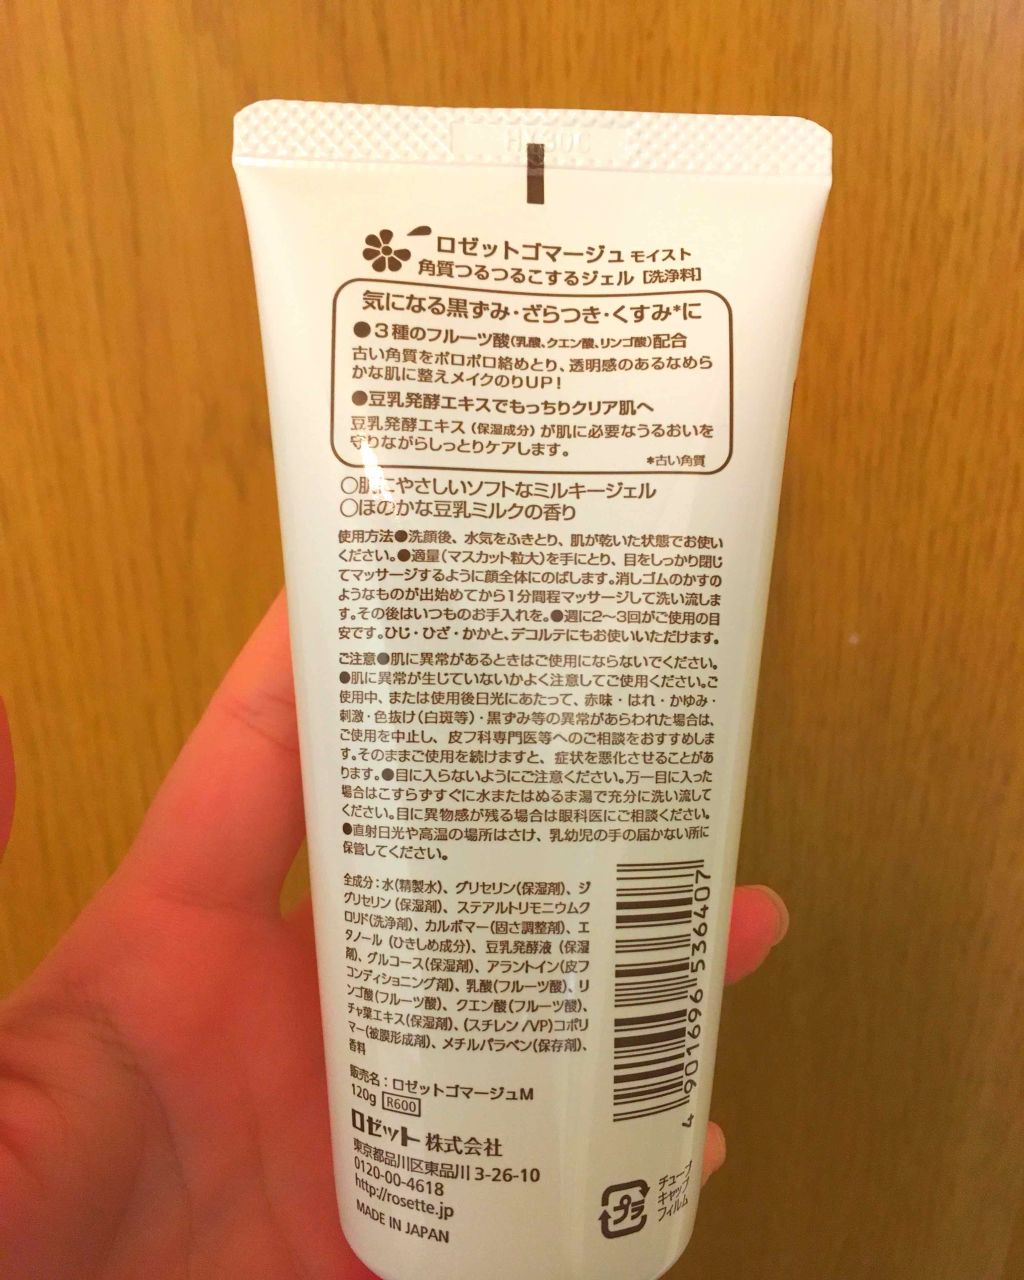 ロゼットゴマージュ モイスト
角質つるつるこするジェル [洗浄料]
気になる黒ずみ・ざらつき・くすみ*に
●3種のフルーツ酸(乳酸、クエン酸、リンゴ酸)配合
古い角質をポロポロ絡めとり、透明感のあるなめら
かな肌に整えメイクのりUP!
●豆乳発酵エキスでもっちりクリア肌へ
豆乳発酵エキス(保湿成分)が肌に必要なうるおいを
守りながらしっとりケアします。
*古い角質
○肌にやさしいソフトなミルキージェル
○ほのかな豆乳ミルクの香り
使用方法●洗顔後、水気をふきとり、肌が乾いた状態でお使い
ください。●適量(マスカット粒大)を手にとり、目をしっかり閉じ
てマッサージするように顔全体にのばします。消しゴムのかすの
ようなものが出始めてから1分間程マッサージして洗い流しま
す。その後はいつものお手入れを。●週に2〜3回がご使用の目
安です。ひじ・ひざ・かかと、デコルテにもお使いいただけます。
ご注意●肌に異常があるときはご使用にならないでください。
●肌に異常が生じていないかよく注意してご使用ください。ご
使用中、または使用後日光にあたって、赤味・はれ・かゆみ・
刺激・色抜け(白斑等)・黒ずみ等の異常があらわれた場合は、
ご使用を中止し、皮フ科専門医等へのご相談をおすすめしま
す。そのままご使用を続けますと、症状を悪化させることがあ
ります。●目に入らないようにご注意ください。万一目に入った
場合はこすらずすぐに水またはぬるま湯で充分に洗い流して
ください。目に異物感が残る場合は眼科医にご相談ください。
●直射日光や高温の場所はさけ、乳幼児の手の届かない所に
保管してください。
全成分:水(精製水)、グリセリン(保湿剤)、ジ
グリセリン(保湿剤)、ステアルトリモニウムク
ロリド(洗浄剤)、カルボマー(固さ調整剤)、エ
タノール(ひきしめ成分)、豆乳発酵液(保湿
剤)、グルコース(保湿剤)、アラントイン(皮フ
コンディショニング剤)、乳酸(フルーツ酸)、リ
ンゴ酸(フルーツ酸)、クエン酸(フルーツ酸)、
チャ葉エキス(保湿剤)、(スチレン/VP)コポリ
マー(被膜形成剤)、メチルパラベン(保存剤)、
香料
販売名:ロゼットゴマージュM
120g R600
ロゼット株式会社
東京都品川区東品川 3-26-10
0120-00-4618
http://rosette.jp
MADE IN JAPAN
4901696536407
プラ
チューブ
キャップ
フィルム